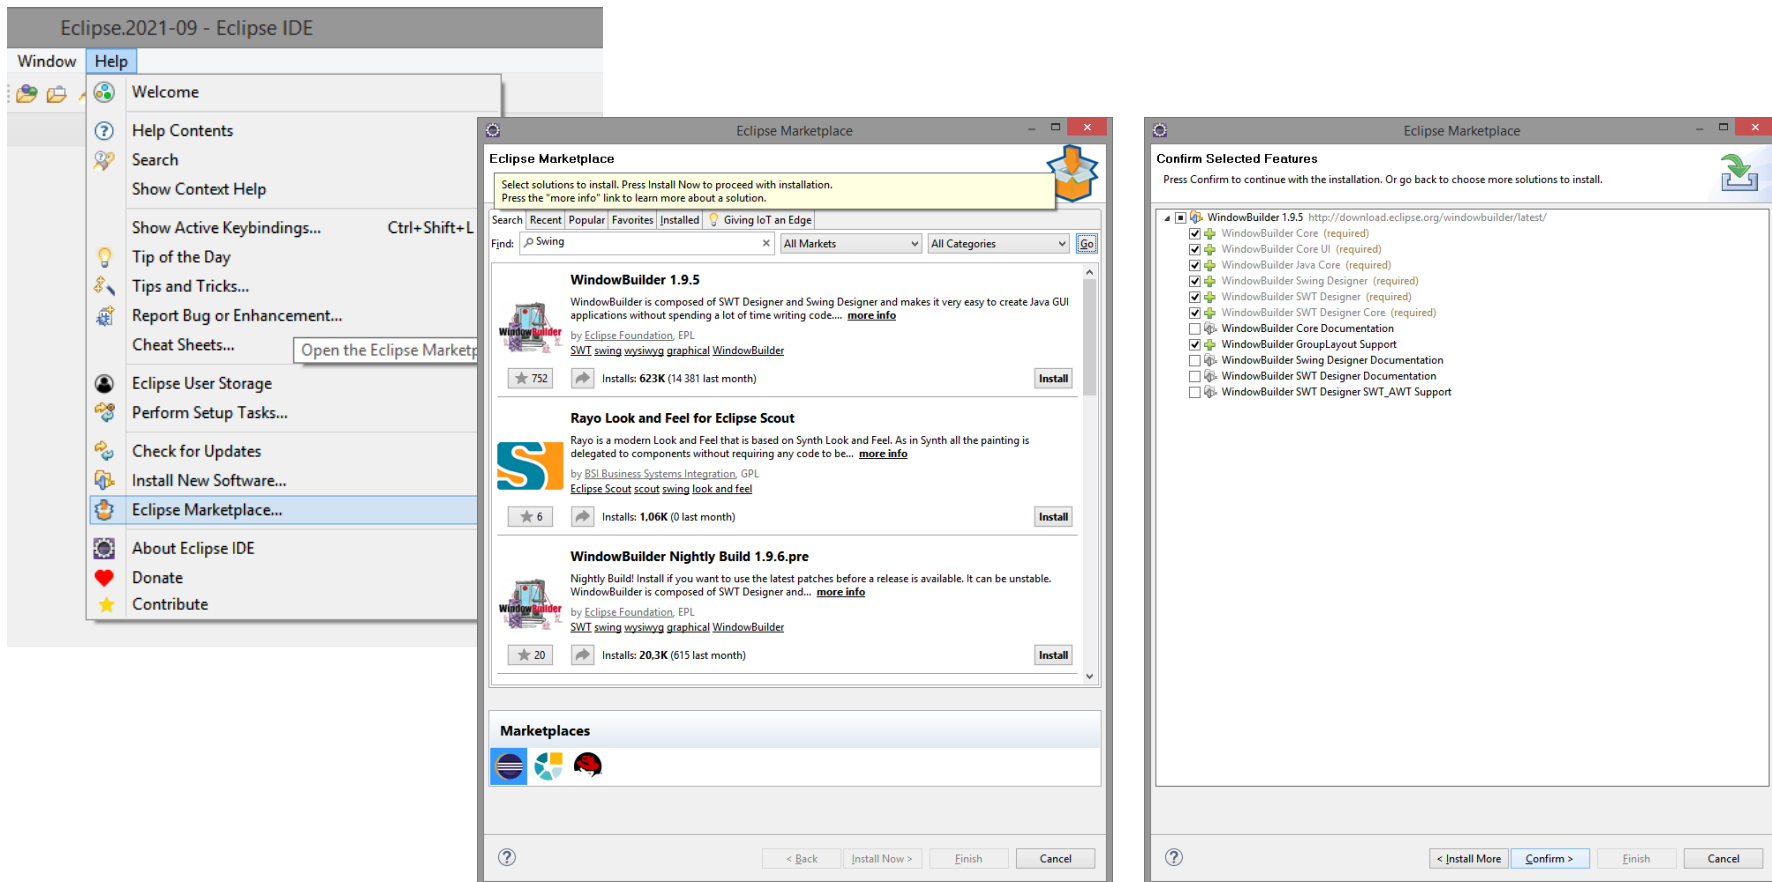 Eclipse.2021-09 - Eclipse IDE
Window Help
Welcome
Help Contents
Search
Show Context Help
Show Active Keybindings... Ctrl+Shift+L
Tip of the Day
Tips and Tricks...
Report Bug or Enhancement...
Cheat Sheets...
Open the Eclipse Marketp
Eclipse User Storage
Perform Setup Tasks...
Check for Updates
Install New Software...
Eclipse Marketplace...
About Eclipse IDE
Donate
Contribute
Eclipse Marketplace
Eclipse Marketplace
Select solutions to install. Press Install Now to proceed with installation.
Press the "more info" link to learn more about a solution.
Search Recent Popular Favorites Installed Giving IoT an Edge
Find: Swing All Markets All Categories Go
WindowBuilder 1.9.5
WindowBuilder is composed of SWT Designer and Swing Designer and makes it very easy to create Java GUI
applications without spending a lot of time writing code.... more info
WindowBuilder
by Eclipse Foundation, EPL
SWT swing wysiwyg graphical WindowBuilder
752 Installs: 623K (14 381 last month) Install
Rayo Look and Feel for Eclipse Scout
Rayo is a modern Look and Feel that is based on Synth Look and Feel. As in Synth all the painting is
delegated to components without requiring any code to be... more info
by BSI Business Systems Integration, GPL
Eclipse Scout scout swing look and feel
6 Installs: 1,06K (0 last month) Install
WindowBuilder Nightly Build 1.9.6.pre
Nightly Build! Install if you want to use the latest patches before a release is available. It can be unstable.
WindowBuilder is composed of SWT Designer and... more info
WindowBuilder
by Eclipse Foundation, EPL
SWT swing wysiwyg graphical WindowBuilder
20 Installs: 20,3K (615 last month) Install
Marketplaces
? < Back Install Now > Finish Cancel
Eclipse Marketplace
Confirm Selected Features
Press Confirm to continue with the installation. Or go back to choose more solutions to install.
WindowBuilder 1.9.5 http://download.eclipse.org/windowbuilder/latest/
WindowBuilder Core (required)
WindowBuilder Core UI (required)
WindowBuilder Java Core (required)
WindowBuilder Swing Designer (required)
WindowBuilder SWT Designer (required)
WindowBuilder SWT Designer Core (required)
WindowBuilder Core Documentation
WindowBuilder GroupLayout Support
WindowBuilder Swing Designer Documentation
WindowBuilder SWT Designer Documentation
WindowBuilder SWT Designer SWT_AWT Support
? < Install More Confirm > Finish Cancel